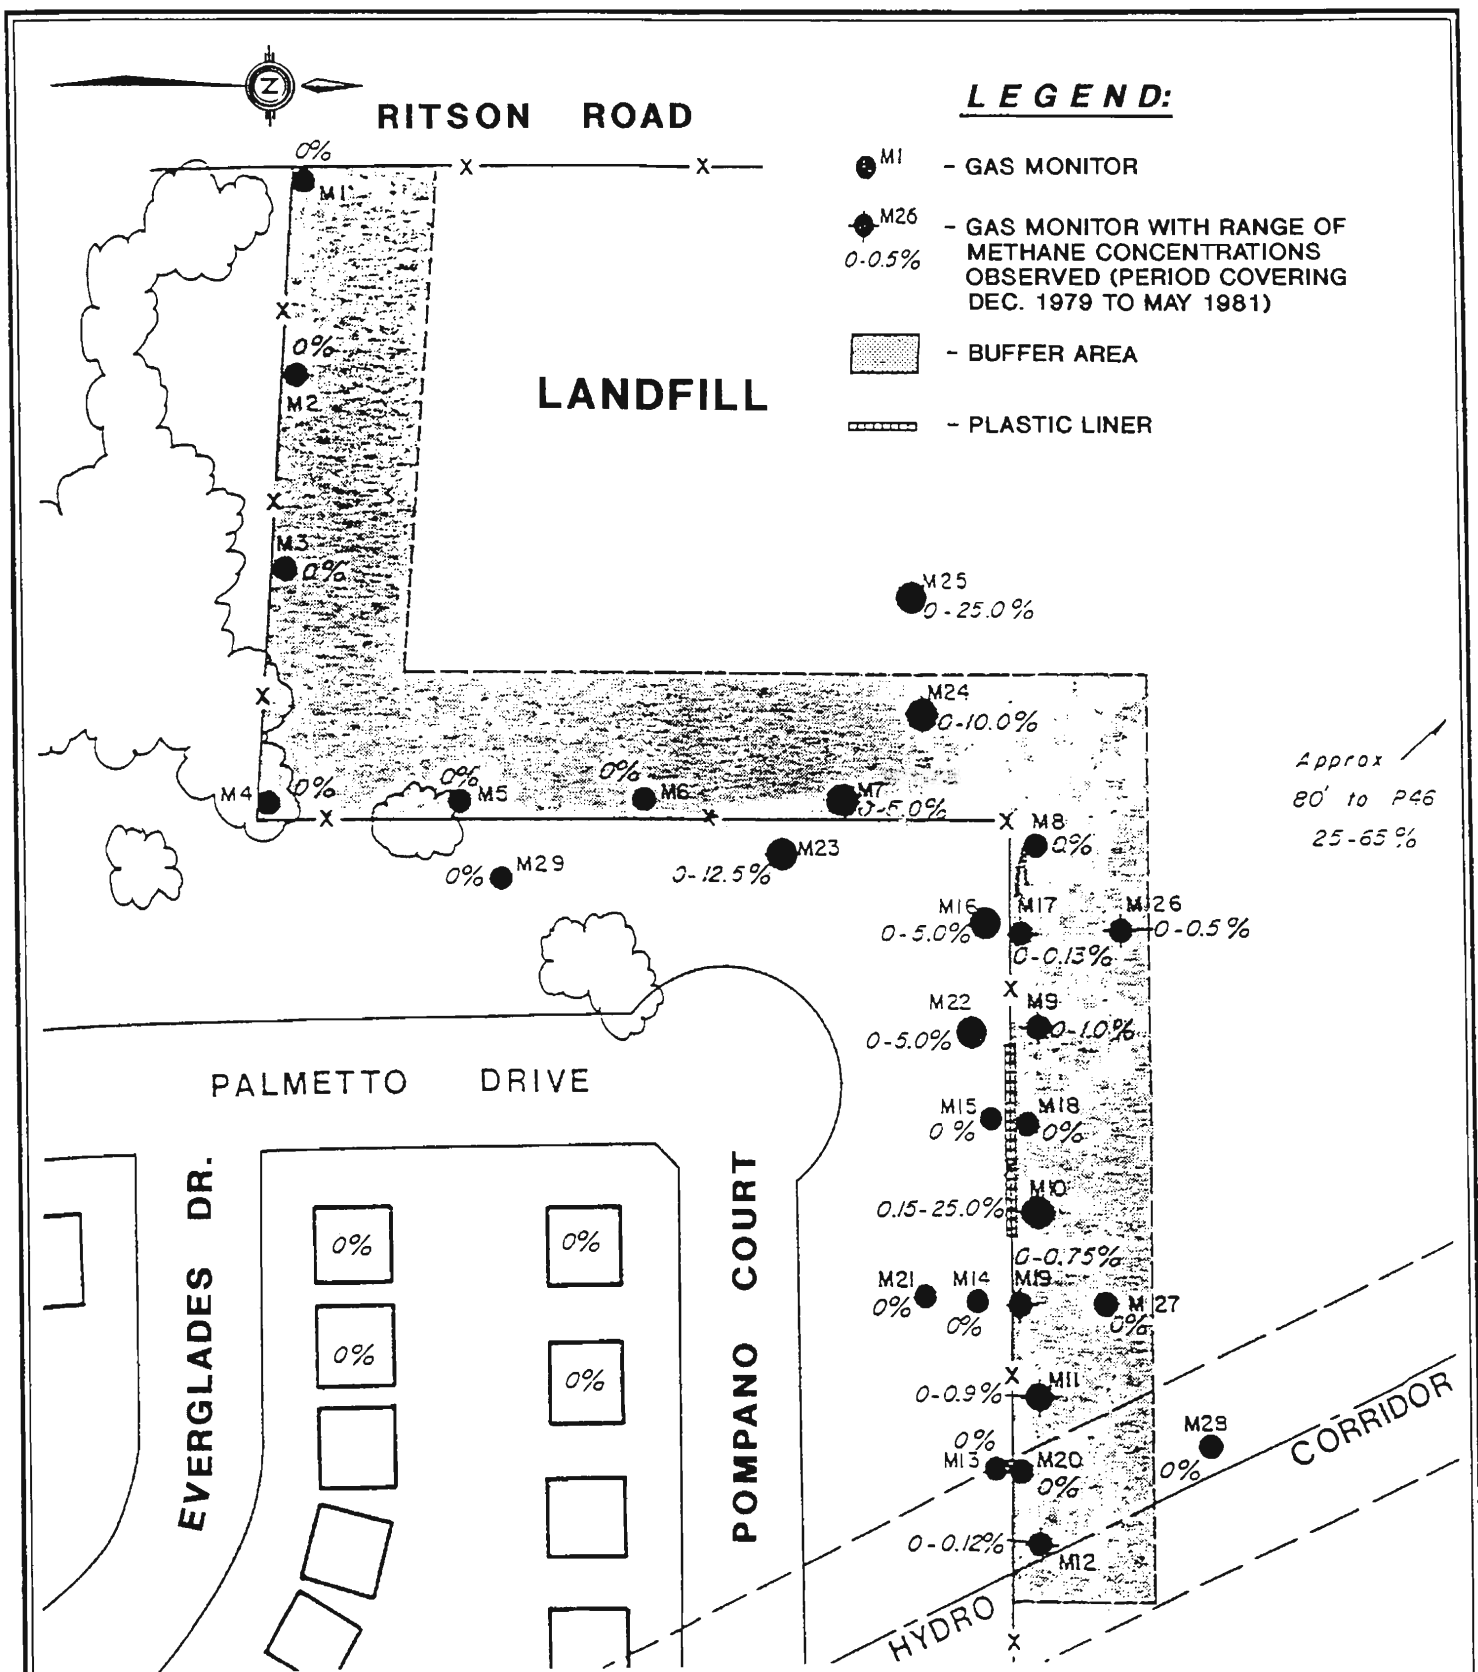 N
RITSON ROAD
LEGEND:
M1 - GAS MONITOR
M26 - GAS MONITOR WITH RANGE OF
0-0.5% METHANE CONCENTRATIONS
OBSERVED (PERIOD COVERING
DEC. 1979 TO MAY 1981)
- BUFFER AREA
- PLASTIC LINER
0%
M1
0%
M2
LANDFILL
M3
0%
M25
0-25.0%
M24
0-10.0%
Approx
80' to P46
25-65%
M4 0%
0%
M5
0%
M6
M7
0-5.0%
M8
0%
M29
0%
M23
0-12.5%
M16
0-5.0%
M17
0-0.13%
M126
0-0.5%
M22
0-5.0%
M9
0-1.0%
PALMETTO DRIVE
M15
0%
M18
0%
M10
0.15-25.0%
0-0.75%
M21
0%
M14
0%
M19
M127
0%
EVERGLADES DR.
POMPANO COURT
0%
0%
0%
0%
0-0.9%
M11
0%
M13
M20
0%
M28
0%
0-0.12%
M12
HYDRO CORRIDOR